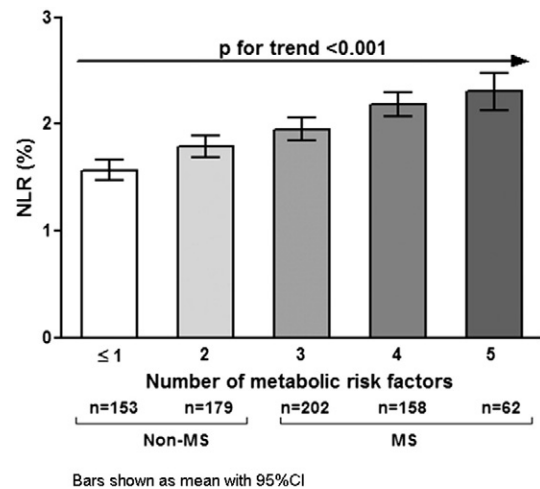 3
p for trend <0.001
2
NLR (%)
1
0
≤ 1 2 3 4 5
Number of metabolic risk factors
n=153 n=179 n=202 n=158 n=62
Non-MS MS
Bars shown as mean with 95%CI